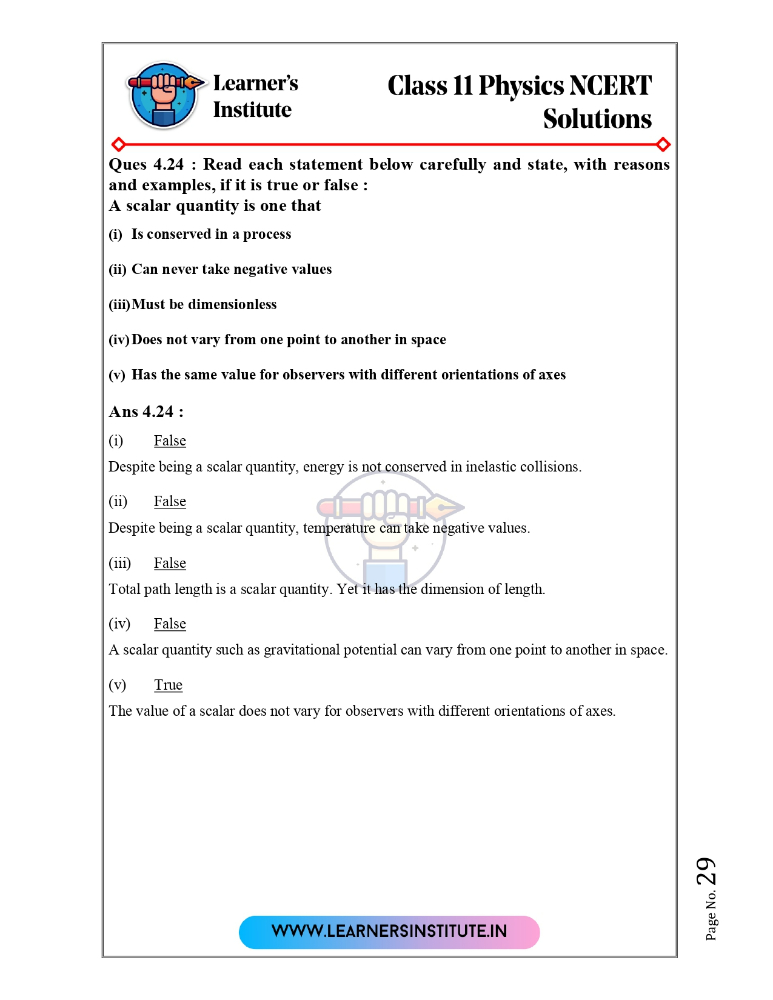 Learner's
Institute
Class 11 Physics NCERT
Solutions
Ques 4.24 : Read each statement below carefully and state, with reasons
and examples, if it is true or false :
A scalar quantity is one that
(i) Is conserved in a process
(ii) Can never take negative values
(iii) Must be dimensionless
(iv) Does not vary from one point to another in space
(v) Has the same value for observers with different orientations of axes
Ans 4.24 :
(i) False
Despite being a scalar quantity, energy is not conserved in inelastic collisions.
(ii) False
Despite being a scalar quantity, temperature can take negative values.
(iii) False
Total path length is a scalar quantity. Yet it has the dimension of length.
(iv) False
A scalar quantity such as gravitational potential can vary from one point to another in space.
(v) True
The value of a scalar does not vary for observers with different orientations of axes.
Page No. 29
WWW.LEARNERSINSTITUTE.IN